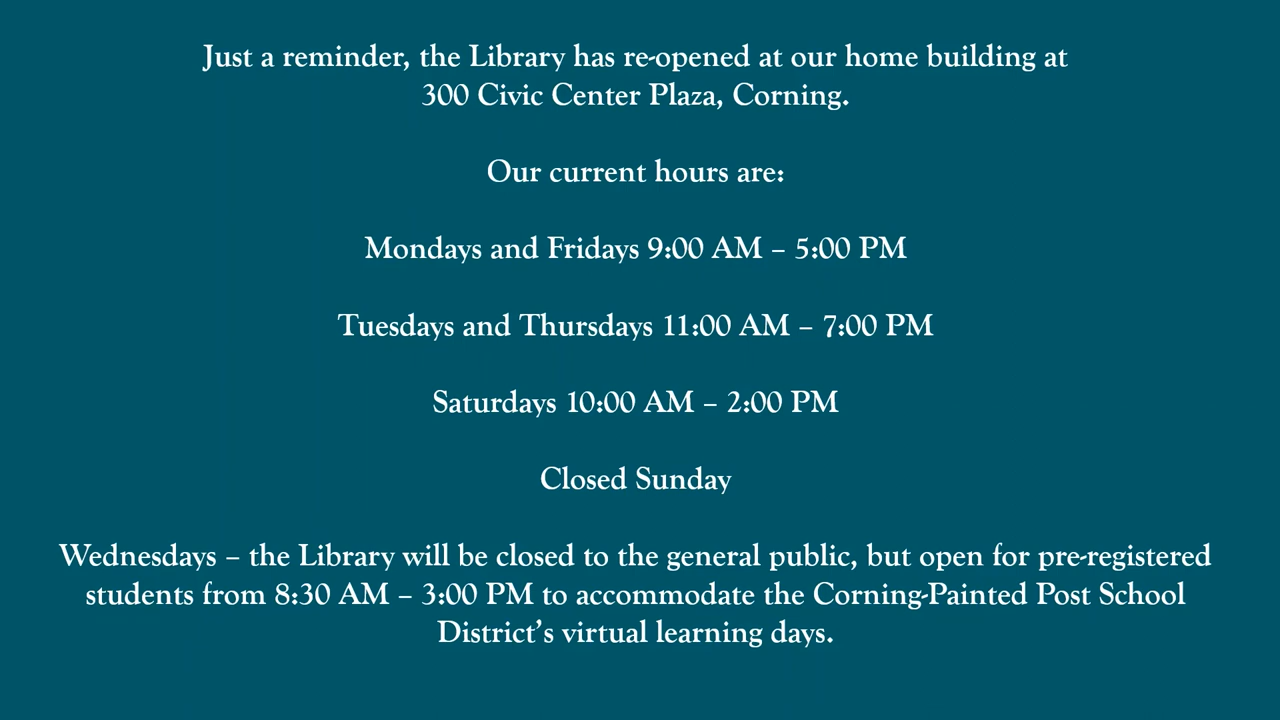 Just a reminder, the Library has re-opened at our home building at
300 Civic Center Plaza, Corning.
Our current hours are:
Mondays and Fridays 9:00 AM – 5:00 PM
Tuesdays and Thursdays 11:00 AM – 7:00 PM
Saturdays 10:00 AM – 2:00 PM
Closed Sunday
Wednesdays – the Library will be closed to the general public, but open for pre-registered
students from 8:30 AM – 3:00 PM to accommodate the Corning-Painted Post School
District’s virtual learning days.